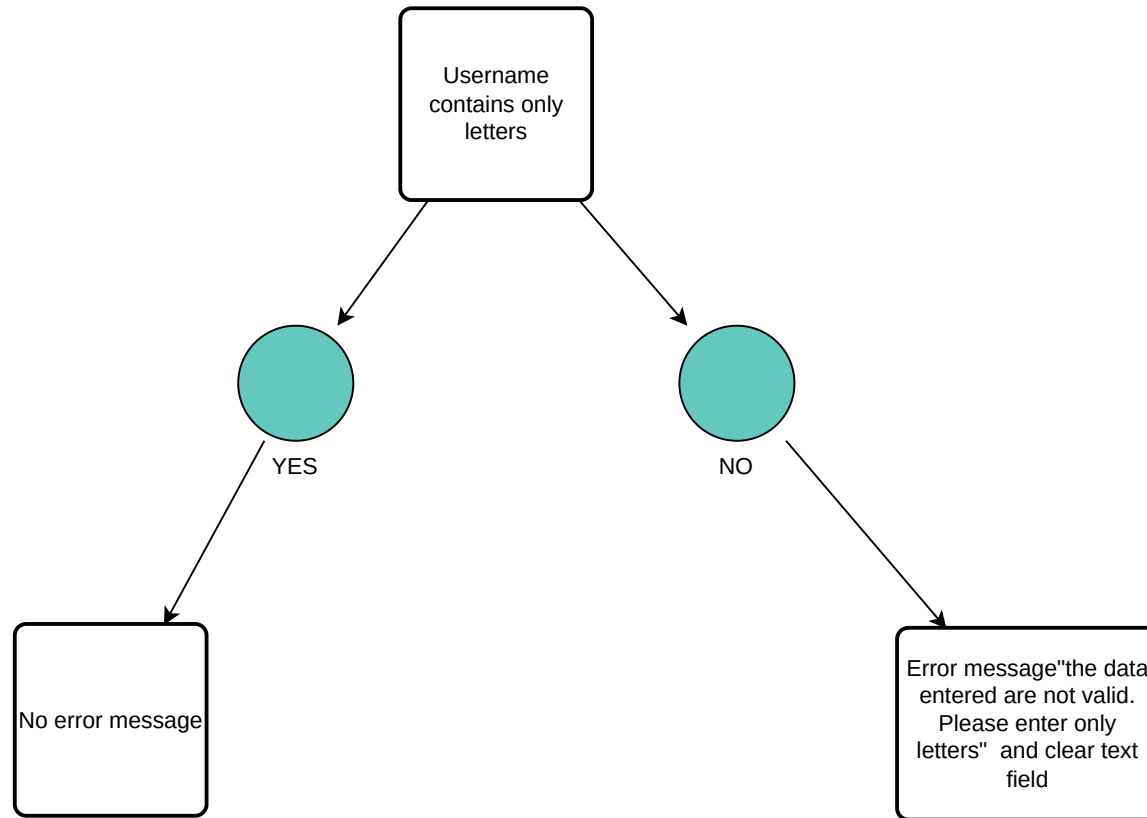 Username
contains only
letters
YES
NO
No error message
Error message"the data
entered are not valid.
Please enter only
letters"  and clear text
field